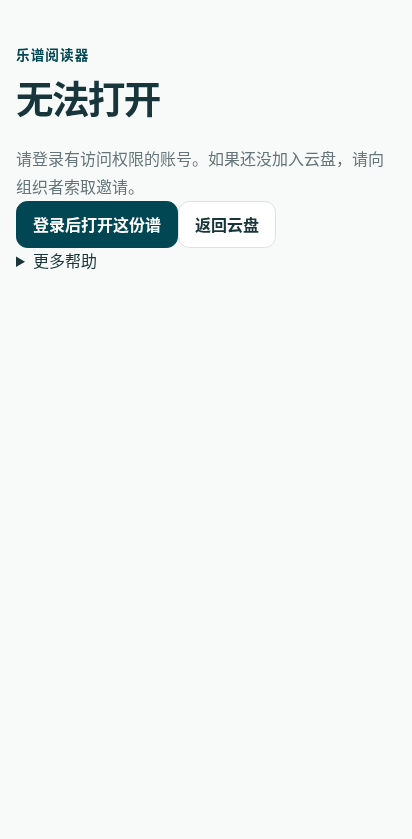 乐谱阅读器
无法打开
请登录有访问权限的账号。如果还没加入云盘，请向
组织者索取邀请。
登录后打开这份谱 返回云盘
更多帮助